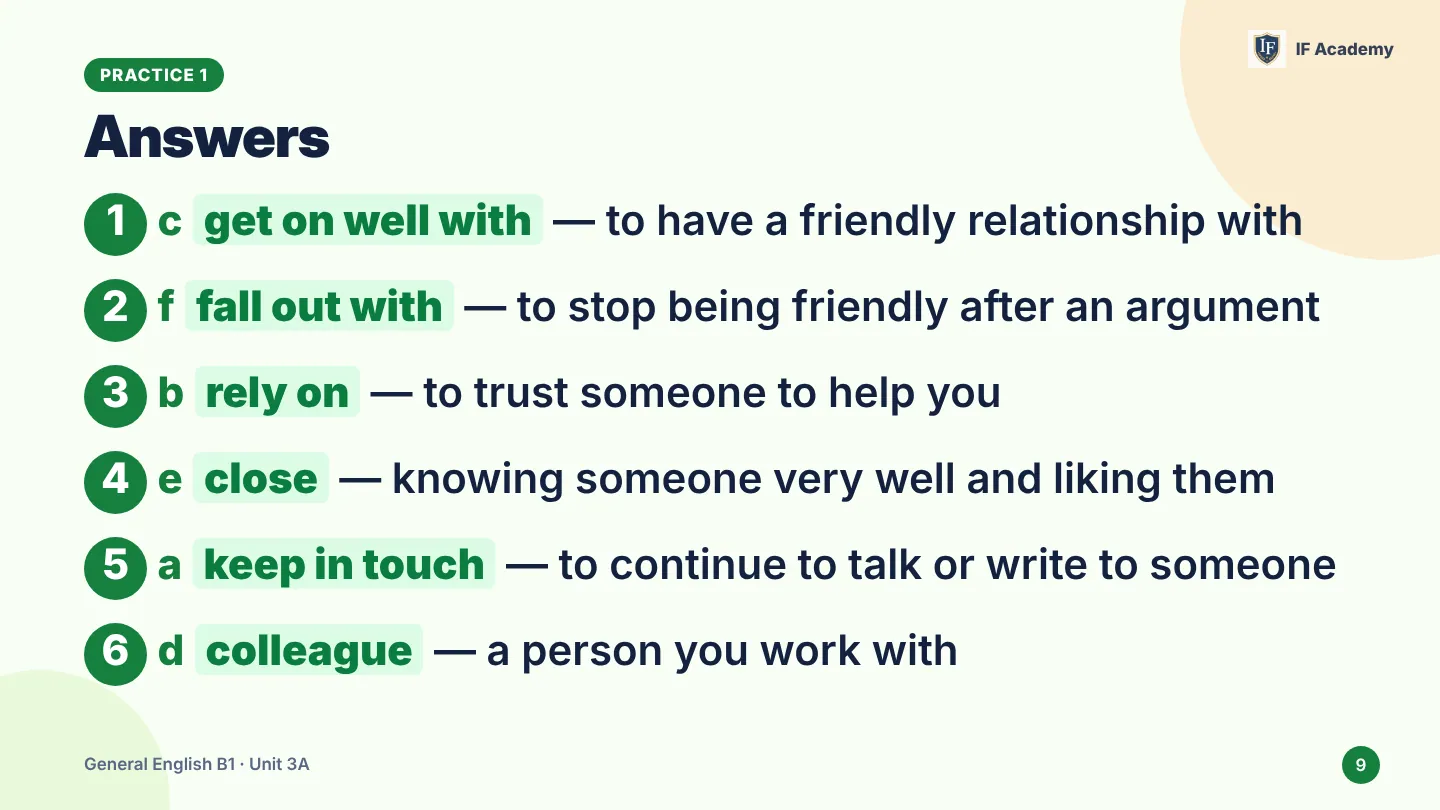 IF
IF Academy
PRACTICE 1
Answers
1 c get on well with — to have a friendly relationship with
2 f fall out with — to stop being friendly after an argument
3 b rely on — to trust someone to help you
4 e close — knowing someone very well and liking them
5 a keep in touch — to continue to talk or write to someone
6 d colleague — a person you work with
General English B1 · Unit 3A
9